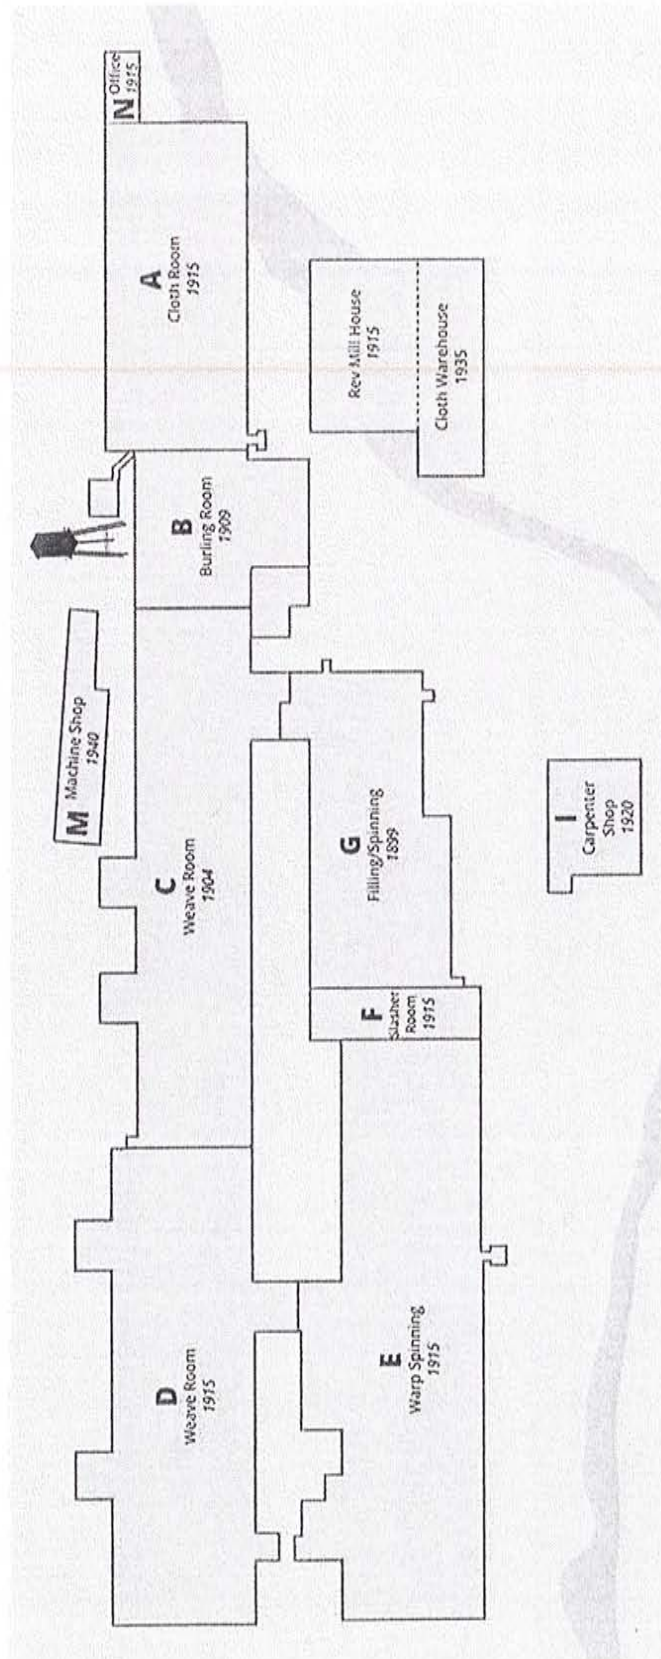 N Office
1915
A
Cloth Room
1915
Rev Mill House
1915
Cloth Warehouse
1935
B
Burling Room
1909
M Machine Shop
1940
C
Weave Room
1904
G
Filling/Spinning
1899
I
Carpenter
Shop
1920
F
Slasher
Room
1915
D
Weave Room
1915
E
Warp Spinning
1915